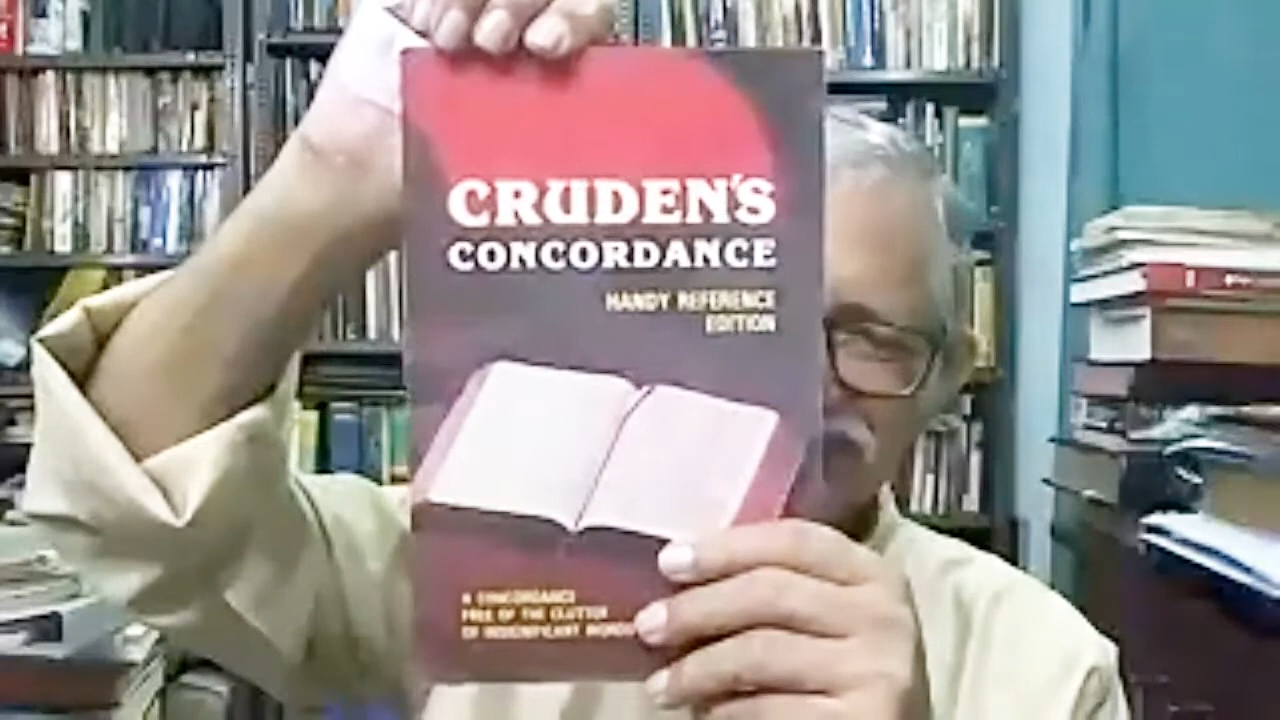 CRUDEN'S
CONCORDANCE
HANDY REFERENCE
EDITION
A CONCORDANCE
FREE OF THE CLUTTER
OF INSIGNIFICANT WORDS